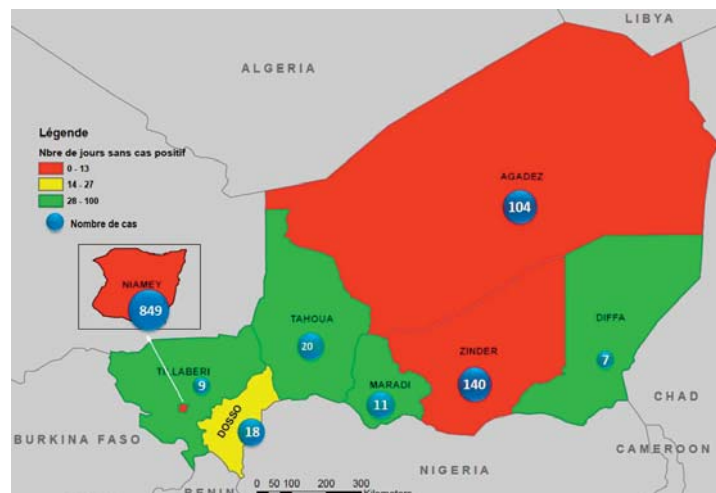 LIBYA
ALGERIA
Légende
Nbre de jours sans cas positif
0 - 13
14 - 27
28 - 100
Nombre de cas
AGADEZ
104
NIAMEY
849
TAHOUA
20
DIFFA
7
ZINDER
140
TILLABERI
9
MARADI
11
DOSSO
18
CHAD
BURKINA FASO
CAMEROON
NIGERIA
BENIN
0 50 100 200 300
Kilometers